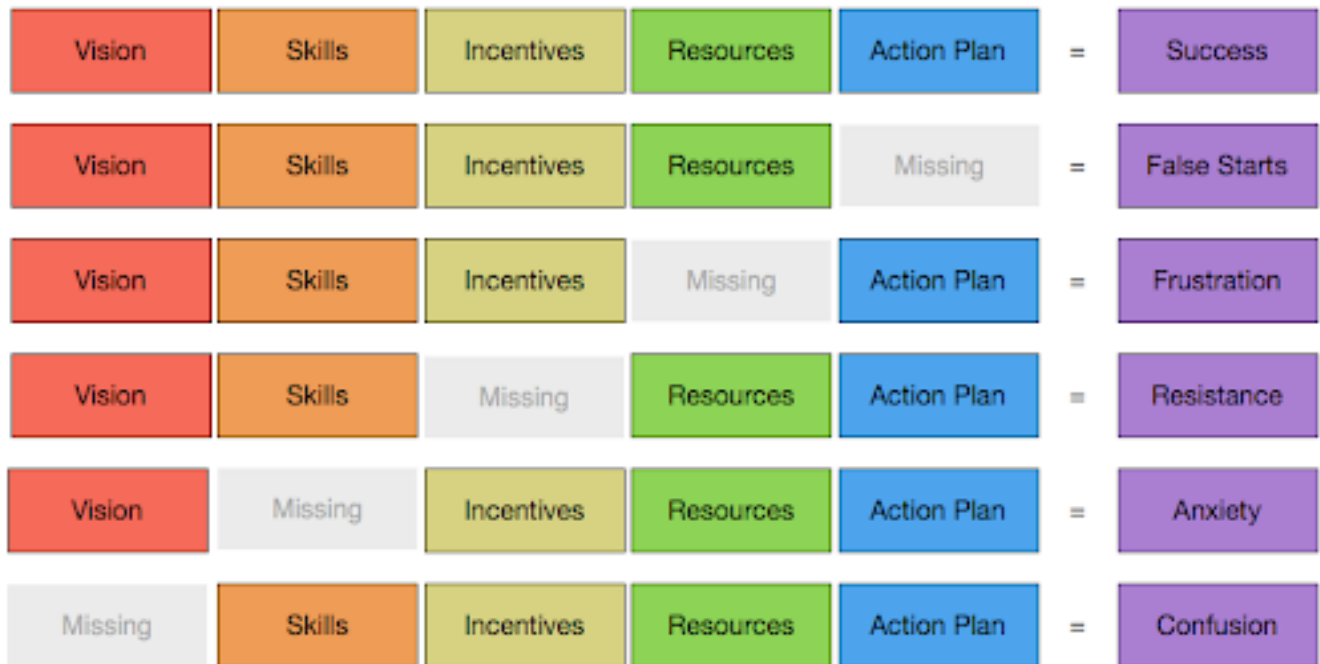 Vision Skills Incentives Resources Action Plan = Success
Vision Skills Incentives Resources Missing = False Starts
Vision Skills Incentives Missing Action Plan = Frustration
Vision Skills Missing Resources Action Plan = Resistance
Vision Missing Incentives Resources Action Plan = Anxiety
Missing Skills Incentives Resources Action Plan = Confusion